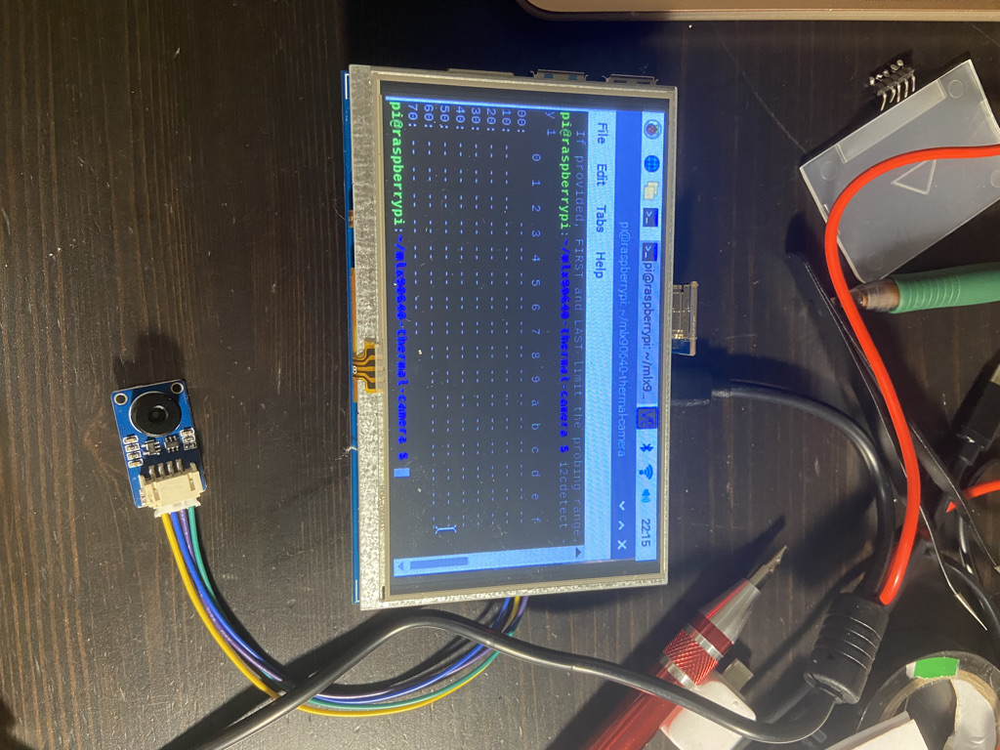 pi@raspberrypi: ~/mlx9... 22:15
pi@raspberrypi: ~/mlx90640-thermal-camera
File Edit Tabs Help
If provided, FIRST and LAST limit the probing range.
pi@raspberrypi:~/mlx90640-thermal-camera $ i2cdetect -
y 1
0 1 2 3 4 5 6 7 8 9 a b c d e f
00: -- -- -- -- -- -- -- --
10: -- -- -- -- -- -- -- -- -- -- -- -- -- -- -- --
20: -- -- -- -- -- -- -- -- -- -- -- -- -- -- -- --
30: -- -- -- -- -- -- -- -- -- -- -- -- -- -- -- --
40: -- -- -- -- -- -- -- -- -- -- -- -- -- -- -- --
50: -- -- -- -- -- -- -- -- -- -- -- -- -- -- -- --
60: -- -- -- -- -- -- -- -- -- -- -- -- -- -- -- --
70: -- -- -- -- -- -- -- --
pi@raspberrypi:~/mlx90640-thermal-camera $